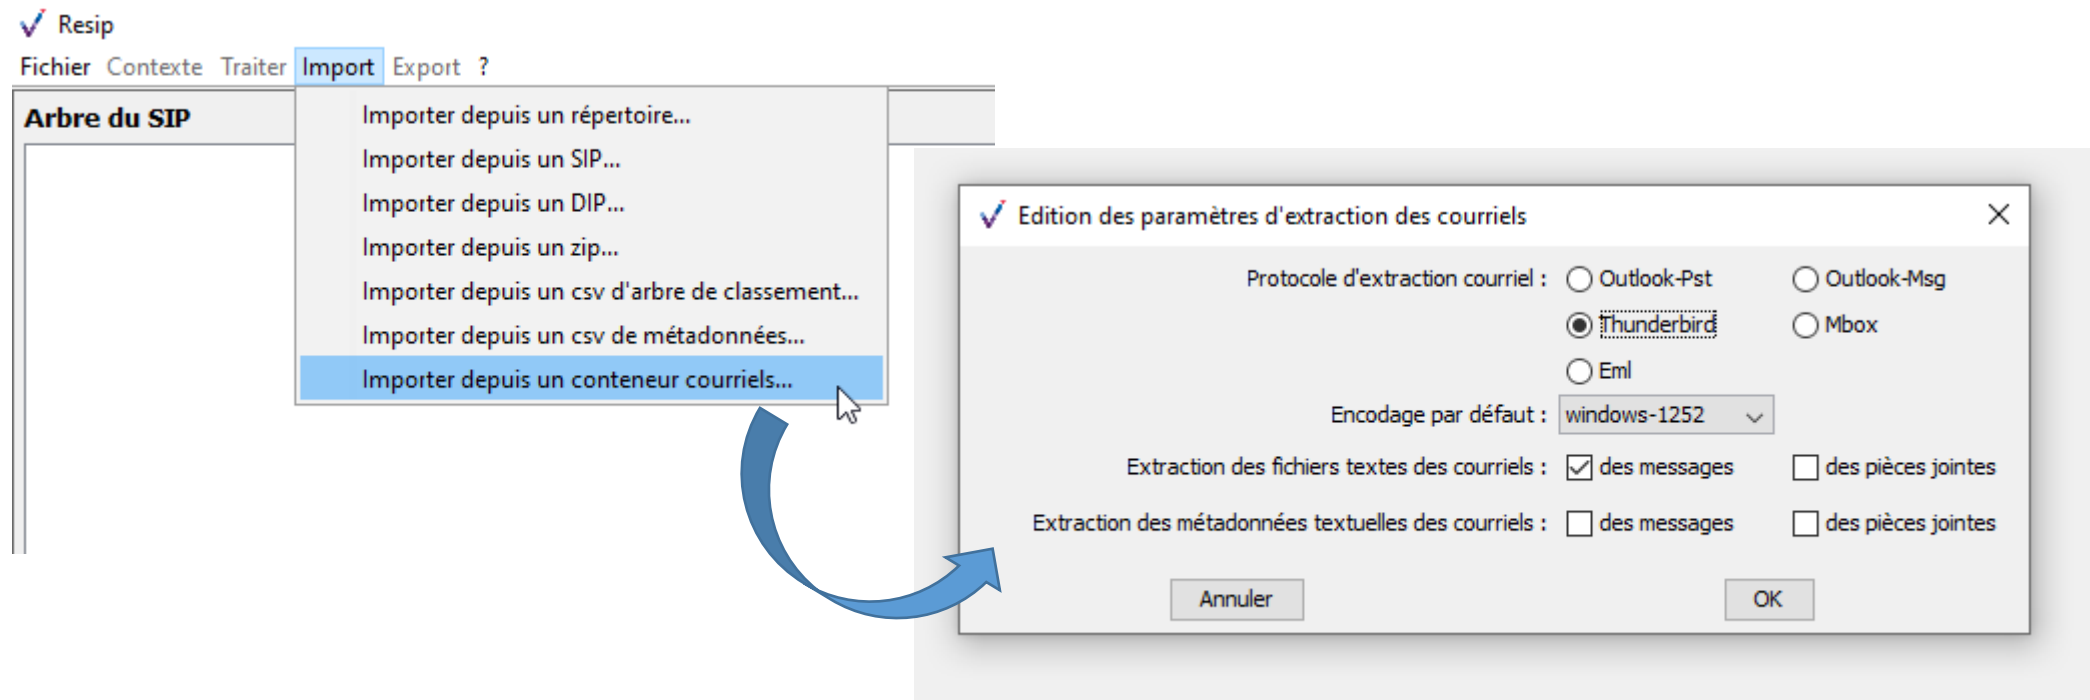 Resip
Fichier Contexte Traiter Import Export ?
Arbre du SIP
Importer depuis un répertoire...
Importer depuis un SIP...
Importer depuis un DIP...
Importer depuis un zip...
Importer depuis un csv d'arbre de classement...
Importer depuis un csv de métadonnées...
Importer depuis un conteneur courriels...
Edition des paramètres d'extraction des courriels
Protocole d'extraction courriel : Outlook-Pst Outlook-Msg
Thunderbird Mbox
Eml
Encodage par défaut : windows-1252
Extraction des fichiers textes des courriels : des messages des pièces jointes
Extraction des métadonnées textuelles des courriels : des messages des pièces jointes
Annuler OK